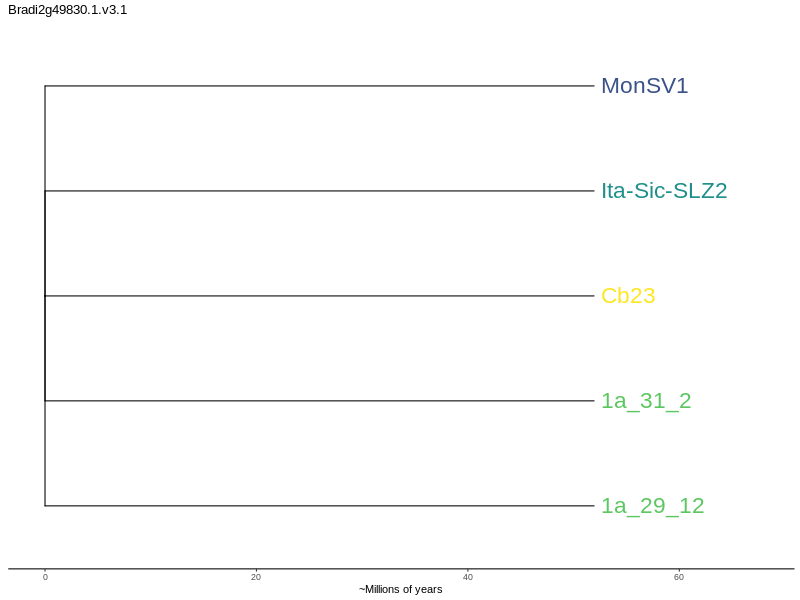 Bradi2g49830.1.v3.1
MonSV1
Ita-Sic-SLZ2
Cb23
1a_31_2
1a_29_12
0 20 40 60
~Millions of years